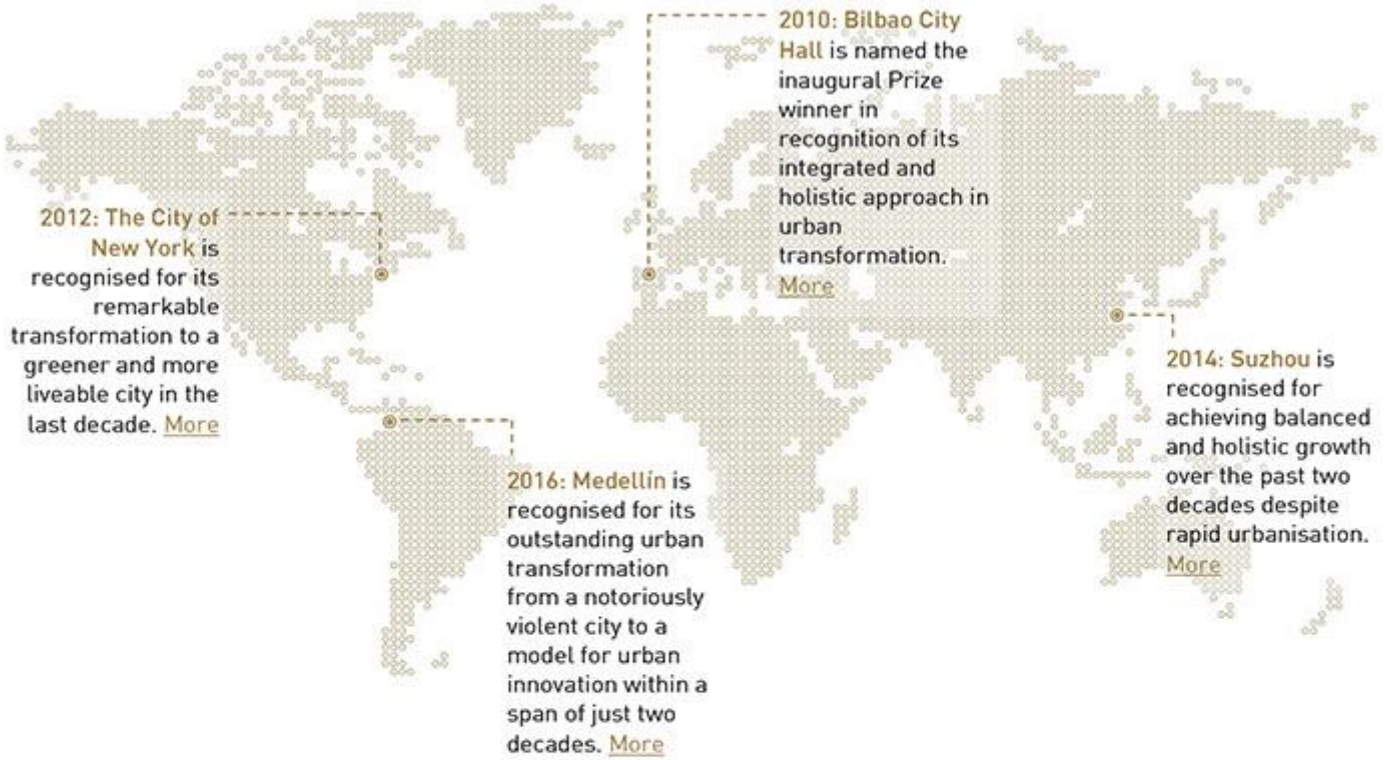 2010: Bilbao City
Hall is named the
inaugural Prize
winner in
recognition of its
integrated and
holistic approach in
urban
transformation.
More
2012: The City of
New York is
recognised for its
remarkable
transformation to a
greener and more
liveable city in the
last decade. More
2014: Suzhou is
recognised for
achieving balanced
and holistic growth
over the past two
decades despite
rapid urbanisation.
More
2016: Medellín is
recognised for its
outstanding urban
transformation
from a notoriously
violent city to a
model for urban
innovation within a
span of just two
decades. More